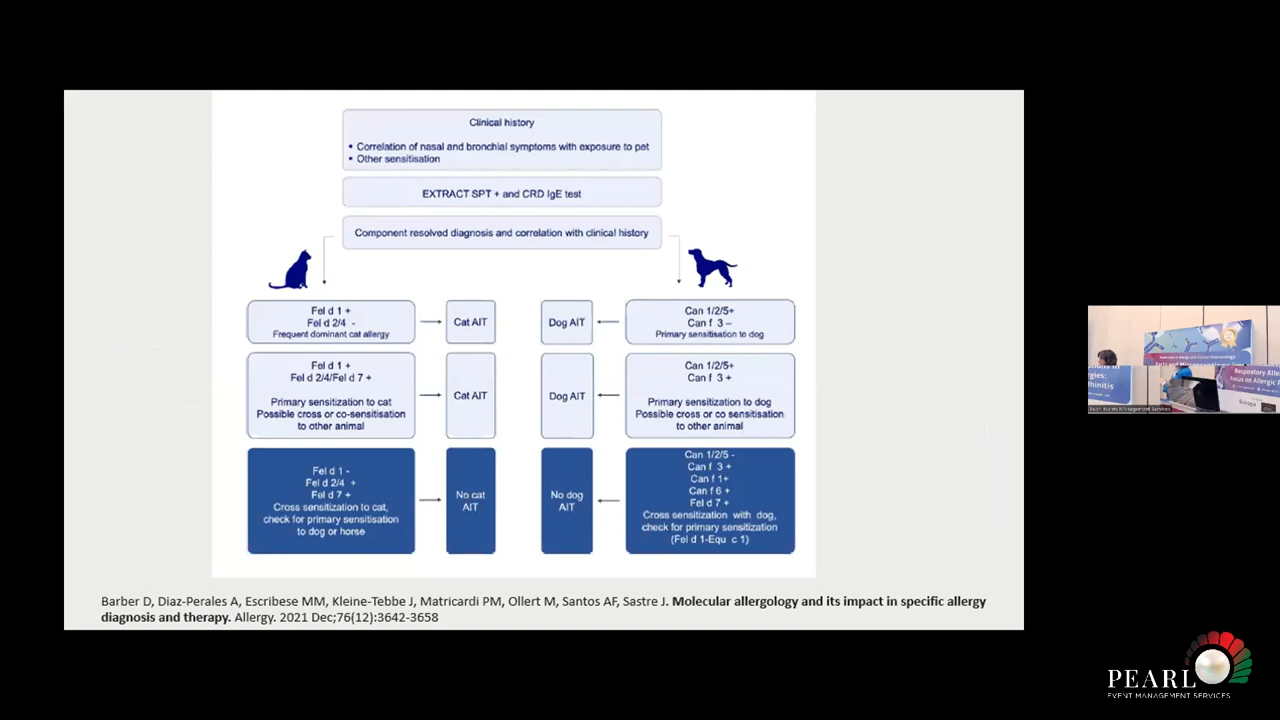 Clinical history
▪ Correlation of nasal and bronchial symptoms with exposure to pet
▪ Other sensitisation
EXTRACT SPT + and CRD IgE test
Component resolved diagnosis and correlation with clinical history
Fel d 1 +
Fel d 2/4 -
Frequent dominant cat allergy
Cat AIT
Dog AIT
Can 1/2/5+
Can f 3 –
Primary sensitisation to dog
Fel d 1 +
Fel d 2/4/Fel d 7 +
Primary sensitization to cat
Possible cross or co-sensitisation
to other animal
Cat AIT
Dog AIT
Can 1/2/5+
Can f 3 +
Primary sensitization to dog
Possible cross or co sensitisation
to other animal
Fel d 1 -
Fel d 2/4 +
Fel d 7 +
Cross sensitization to cat,
check for primary sensitisation
to dog or horse
No cat
AIT
No dog
AIT
Can 1/2/5 -
Can f 3 +
Can f 1+
Can f 6 +
Fel d 7 +
Cross sensitization with dog,
check for primary sensitization
(Fel d 1-Equ c 1)
Barber D, Diaz-Perales A, Escribese MM, Kleine-Tebbe J, Matricardi PM, Ollert M, Santos AF, Sastre J. Molecular allergology and its impact in specific allergy
diagnosis and therapy. Allergy. 2021 Dec;76(12):3642-3658
Respiratory
Focus on Allergic
PEARL
EVENT MANAGEMENT SERVICES